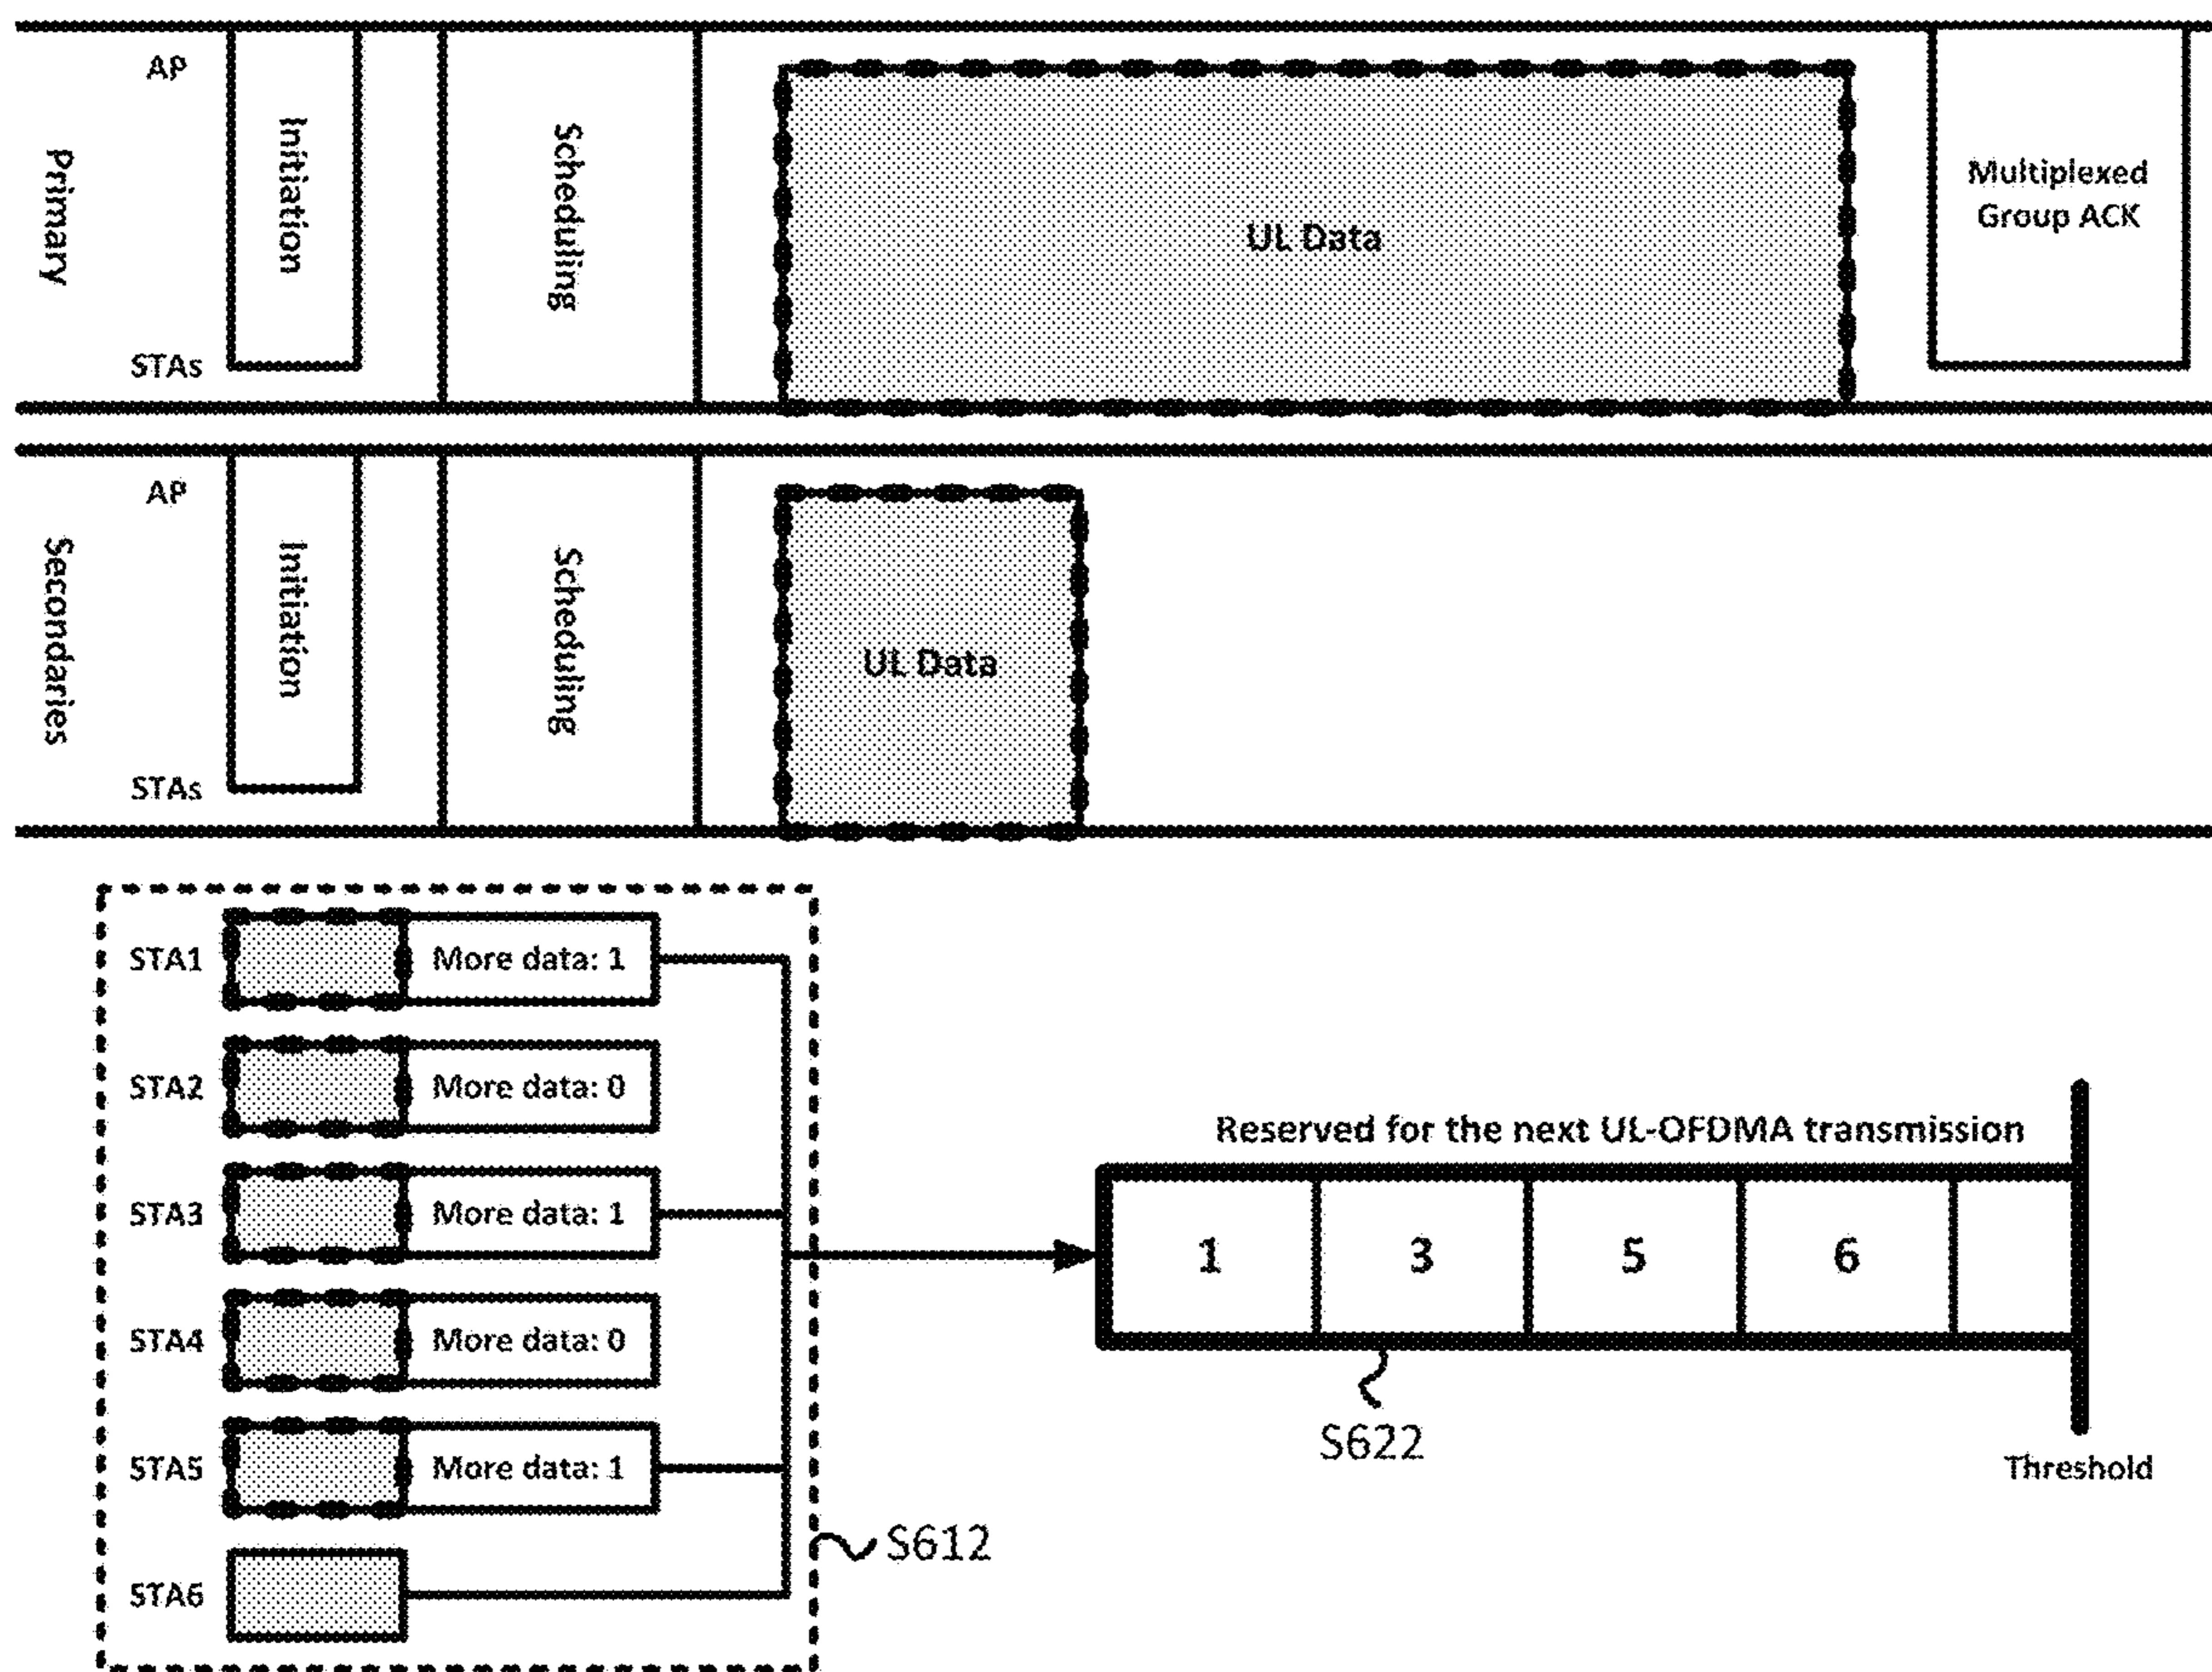 Primary
AP
STAs
Initiation
Scheduling
UL Data
Multiplexed
Group ACK
Secondaries
AP
STAs
Initiation
Scheduling
UL Data
STA1
More data: 1
STA2
More data: 0
STA3
More data: 1
STA4
More data: 0
STA5
More data: 1
STA6
S612
Reserved for the next UL-OFDMA transmission
1
3
5
6
S622
Threshold